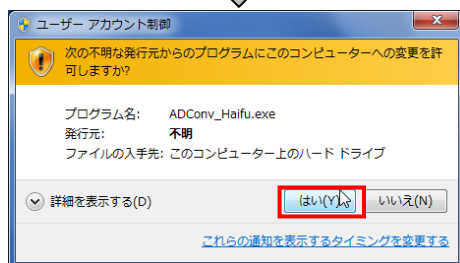 ユーザー アカウント制御
次の不明な発行元からのプログラムにこのコンピューターへの変更を許
可しますか?
プログラム名: ADConv_Haifu.exe
発行元: 不明
ファイルの入手先: このコンピューター上のハード ドライブ
詳細を表示する(D) はい(Y) いいえ(N)
これらの通知を表示するタイミングを変更する